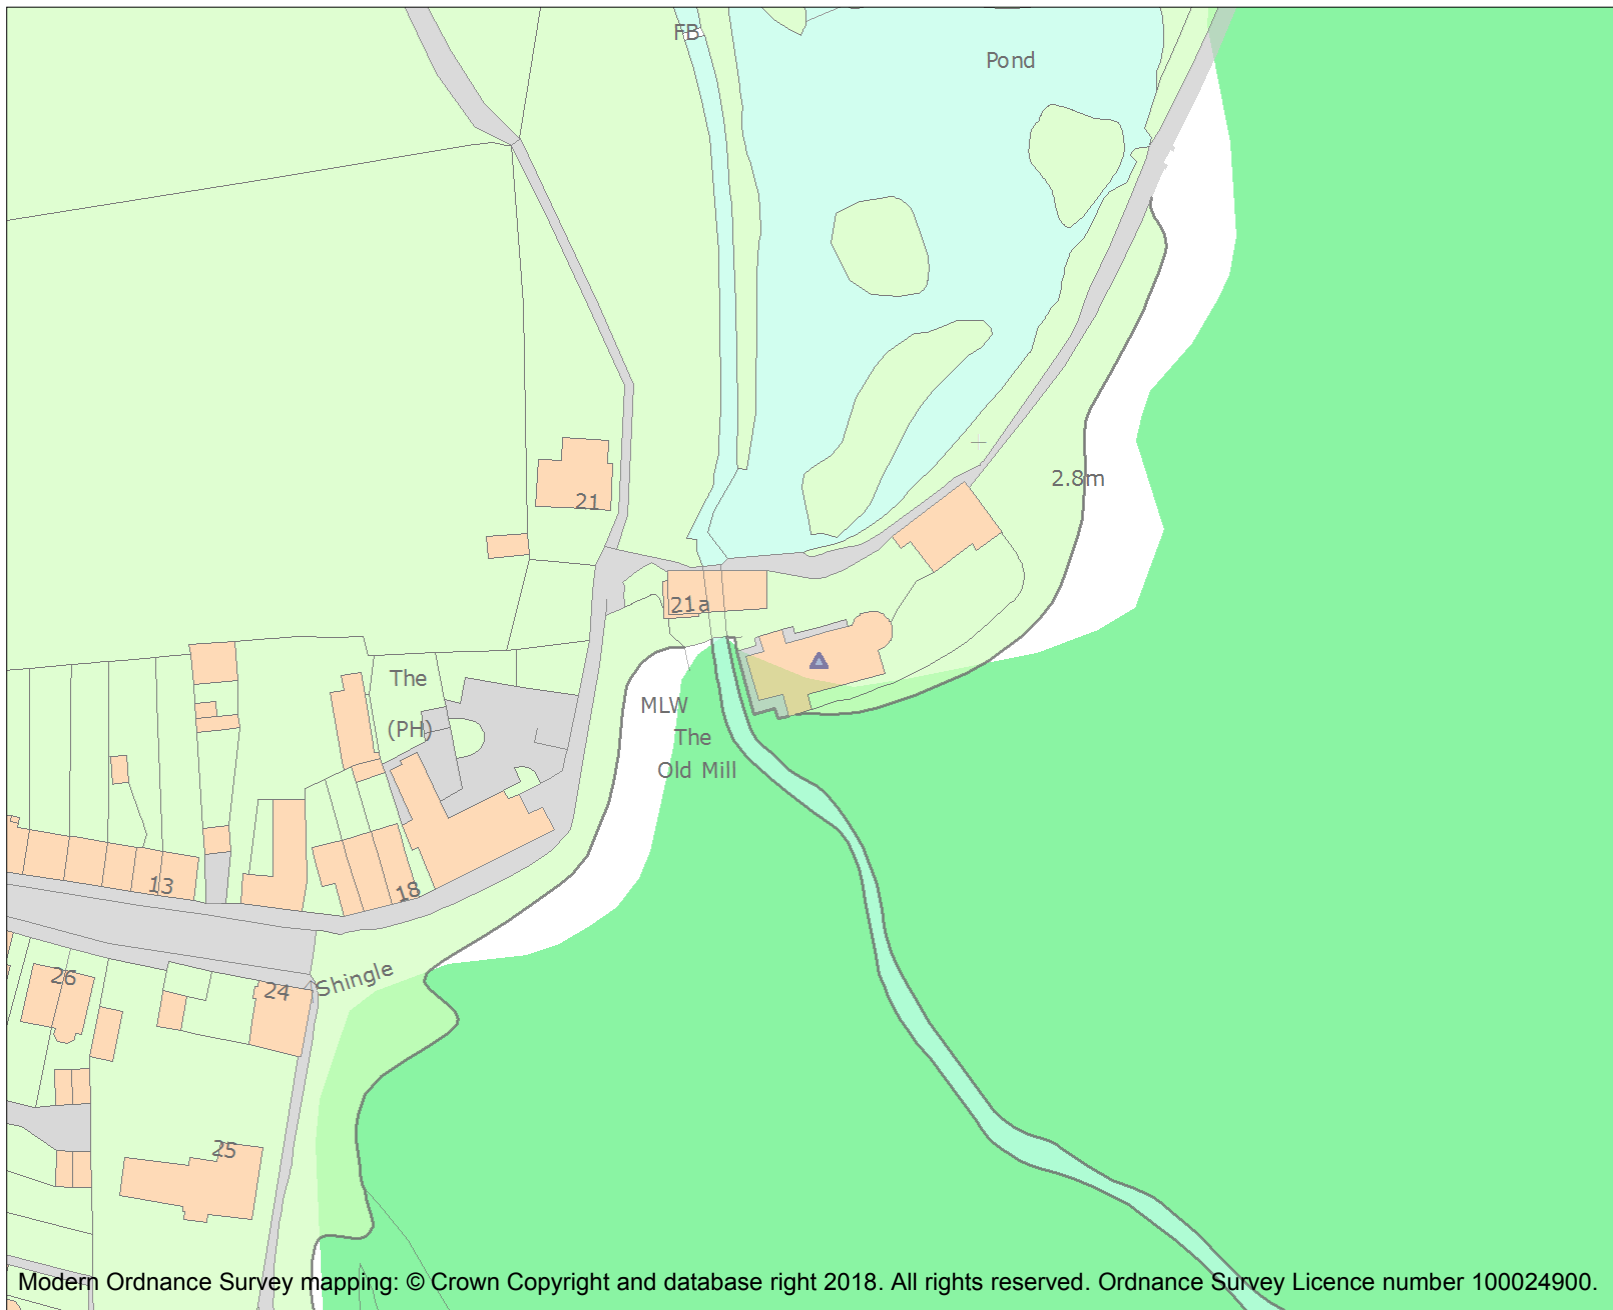 FB
Pond
2.8m
21
21a
The
(PH)
MLW
The
Old Mill
13
18
Shingle
26
24
25
Modern Ordnance Survey mapping: © Crown Copyright and database right 2018. All rights reserved. Ordnance Survey Licence number 100024900.